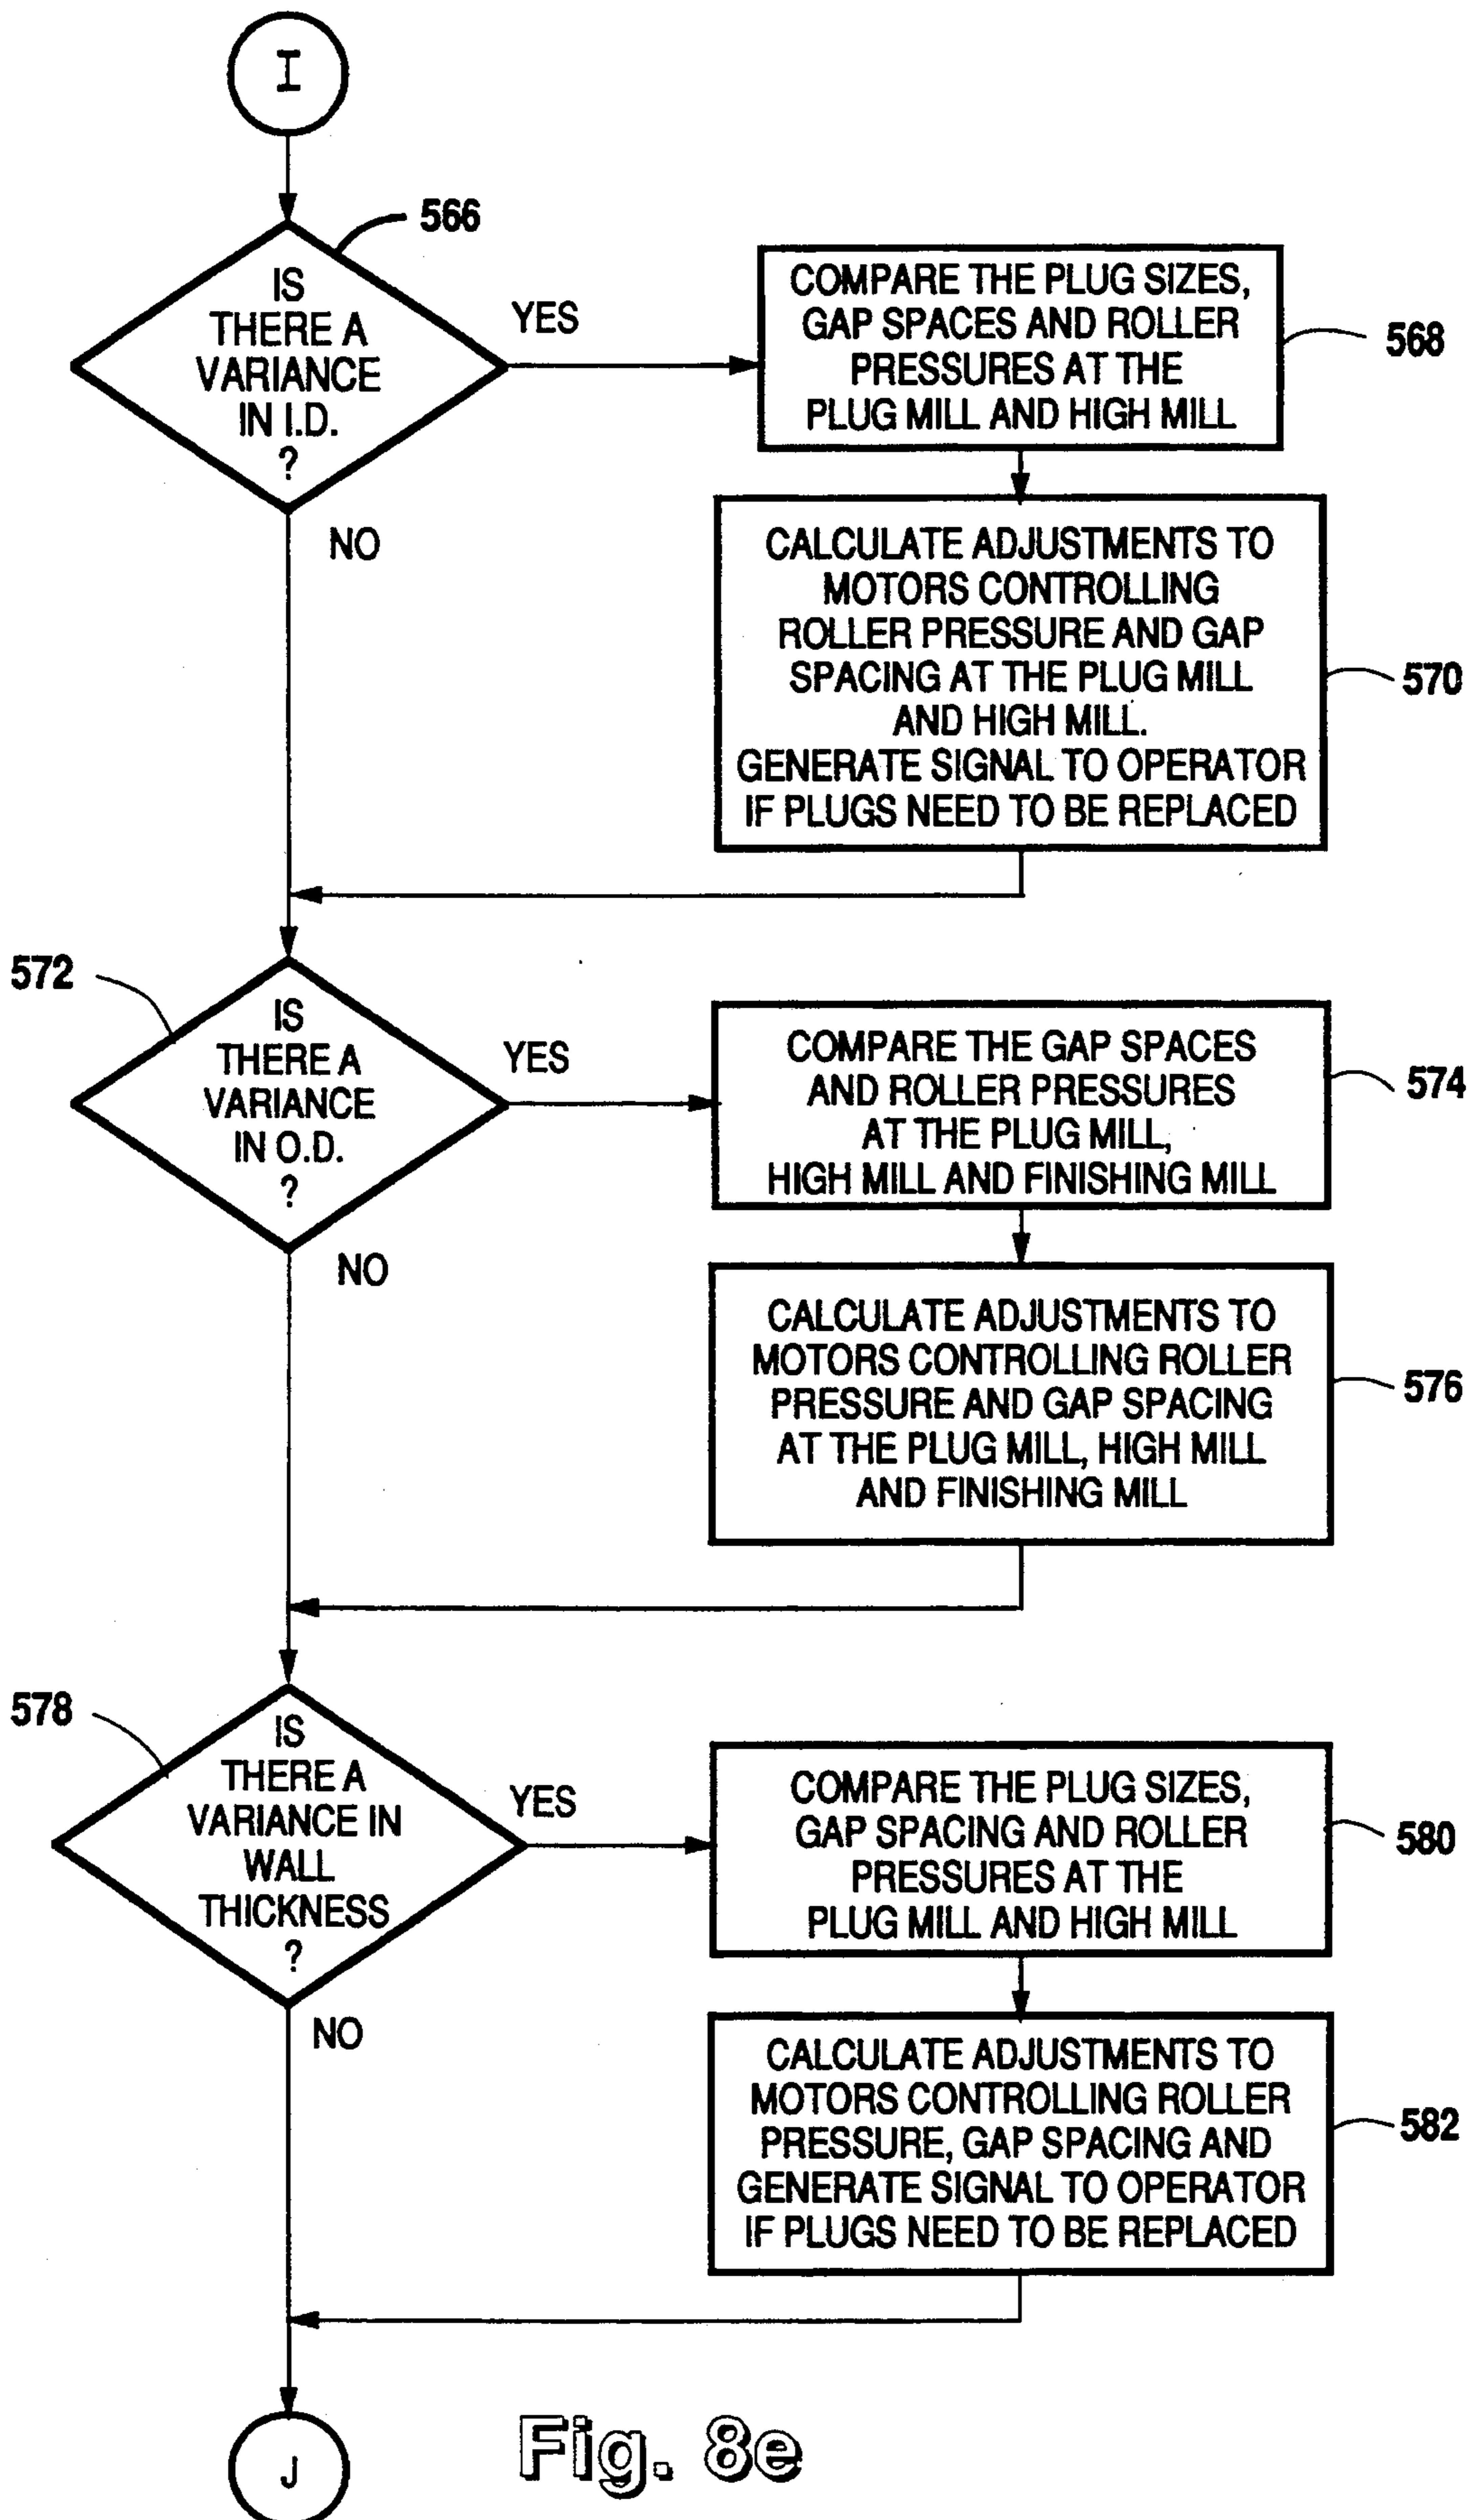 I
566
IS
THERE A
VARIANCE
IN I.D.
?
YES
NO
COMPARE THE PLUG SIZES,
GAP SPACES AND ROLLER
PRESSURES AT THE
PLUG MILL AND HIGH MILL
568
CALCULATE ADJUSTMENTS TO
MOTORS CONTROLLING
ROLLER PRESSURE AND GAP
SPACING AT THE PLUG MILL
AND HIGH MILL.
GENERATE SIGNAL TO OPERATOR
IF PLUGS NEED TO BE REPLACED
570
572
IS
THERE A
VARIANCE
IN O.D.
?
YES
NO
COMPARE THE GAP SPACES
AND ROLLER PRESSURES
AT THE PLUG MILL,
HIGH MILL AND FINISHING MILL
574
CALCULATE ADJUSTMENTS TO
MOTORS CONTROLLING ROLLER
PRESSURE AND GAP SPACING
AT THE PLUG MILL, HIGH MILL
AND FINISHING MILL
576
578
IS
THERE A
VARIANCE IN
WALL
THICKNESS
?
YES
NO
COMPARE THE PLUG SIZES,
GAP SPACING AND ROLLER
PRESSURES AT THE
PLUG MILL AND HIGH MILL
580
CALCULATE ADJUSTMENTS TO
MOTORS CONTROLLING ROLLER
PRESSURE, GAP SPACING AND
GENERATE SIGNAL TO OPERATOR
IF PLUGS NEED TO BE REPLACED
582
J
Fig. 8e